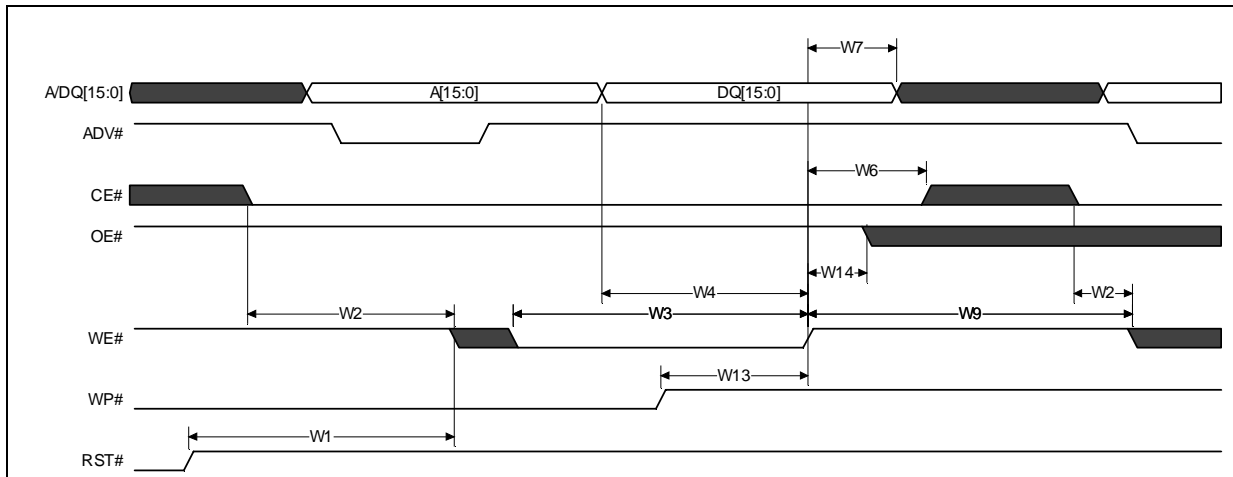 W7
A/DQ[15:0] A[15:0] DQ[15:0]
ADV#
W6
CE#
OE#
W14
W4 W2
W2 W3 W9
WE#
W13
WP#
W1
RST#